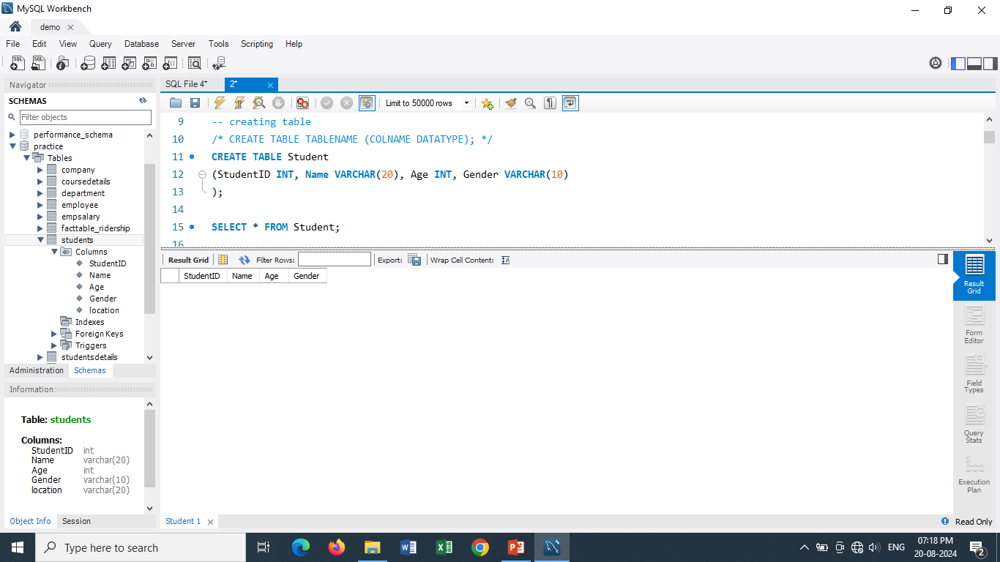 MySQL Workbench
demo
File Edit View Query Database Server Tools Scripting Help
Navigator
SCHEMAS
Filter objects
performance_schema
practice
Tables
company
coursedetails
department
employee
empsalary
facttable_ridership
students
Columns
StudentID
Name
Age
Gender
location
Indexes
Foreign Keys
Triggers
studentsdetails
Administration Schemas
Information
Table: students
Columns:
StudentID int
Name varchar(20)
Age int
Gender varchar(10)
location varchar(20)
Object Info Session
SQL File 4* 2*
Limit to 50000 rows
9 -- creating table
10 /* CREATE TABLE TABLENAME (COLNAME DATATYPE); */
11 CREATE TABLE Student
12 (StudentID INT, Name VARCHAR(20), Age INT, Gender VARCHAR(10)
13 );
14
15 SELECT * FROM Student;
16
Result Grid Filter Rows: Export: Wrap Cell Content:
StudentID Name Age Gender
Result
Grid
Form
Editor
Field
Types
Query
Stats
Execution
Plan
Student 1
Read Only
Type here to search
ENG
07:18 PM
20-08-2024
2